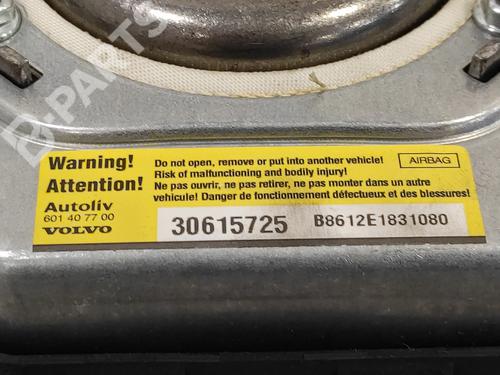 Warning!
Attention!
Autoliv
601 40 77 00
VOLVO
Do not open, remove or put into another vehicle!
Risk of malfunctioning and bodily injury!
Ne pas ouvrir, ne pas retirer, ne pas monter dans un autre
vehicule! Danger de fonctionnement défectueux et des blessures!
AIRBAG
30615725
B8612E1831080
B-PARTS